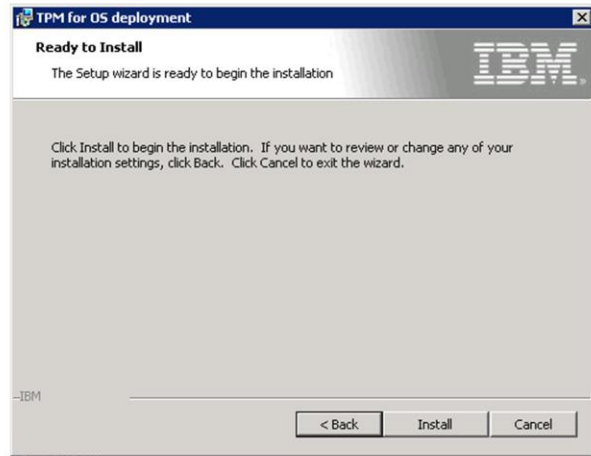 TPM for OS deployment
Ready to Install
The Setup wizard is ready to begin the installation
IBM
Click Install to begin the installation. If you want to review or change any of your
installation settings, click Back. Click Cancel to exit the wizard.
IBM
< Back Install Cancel